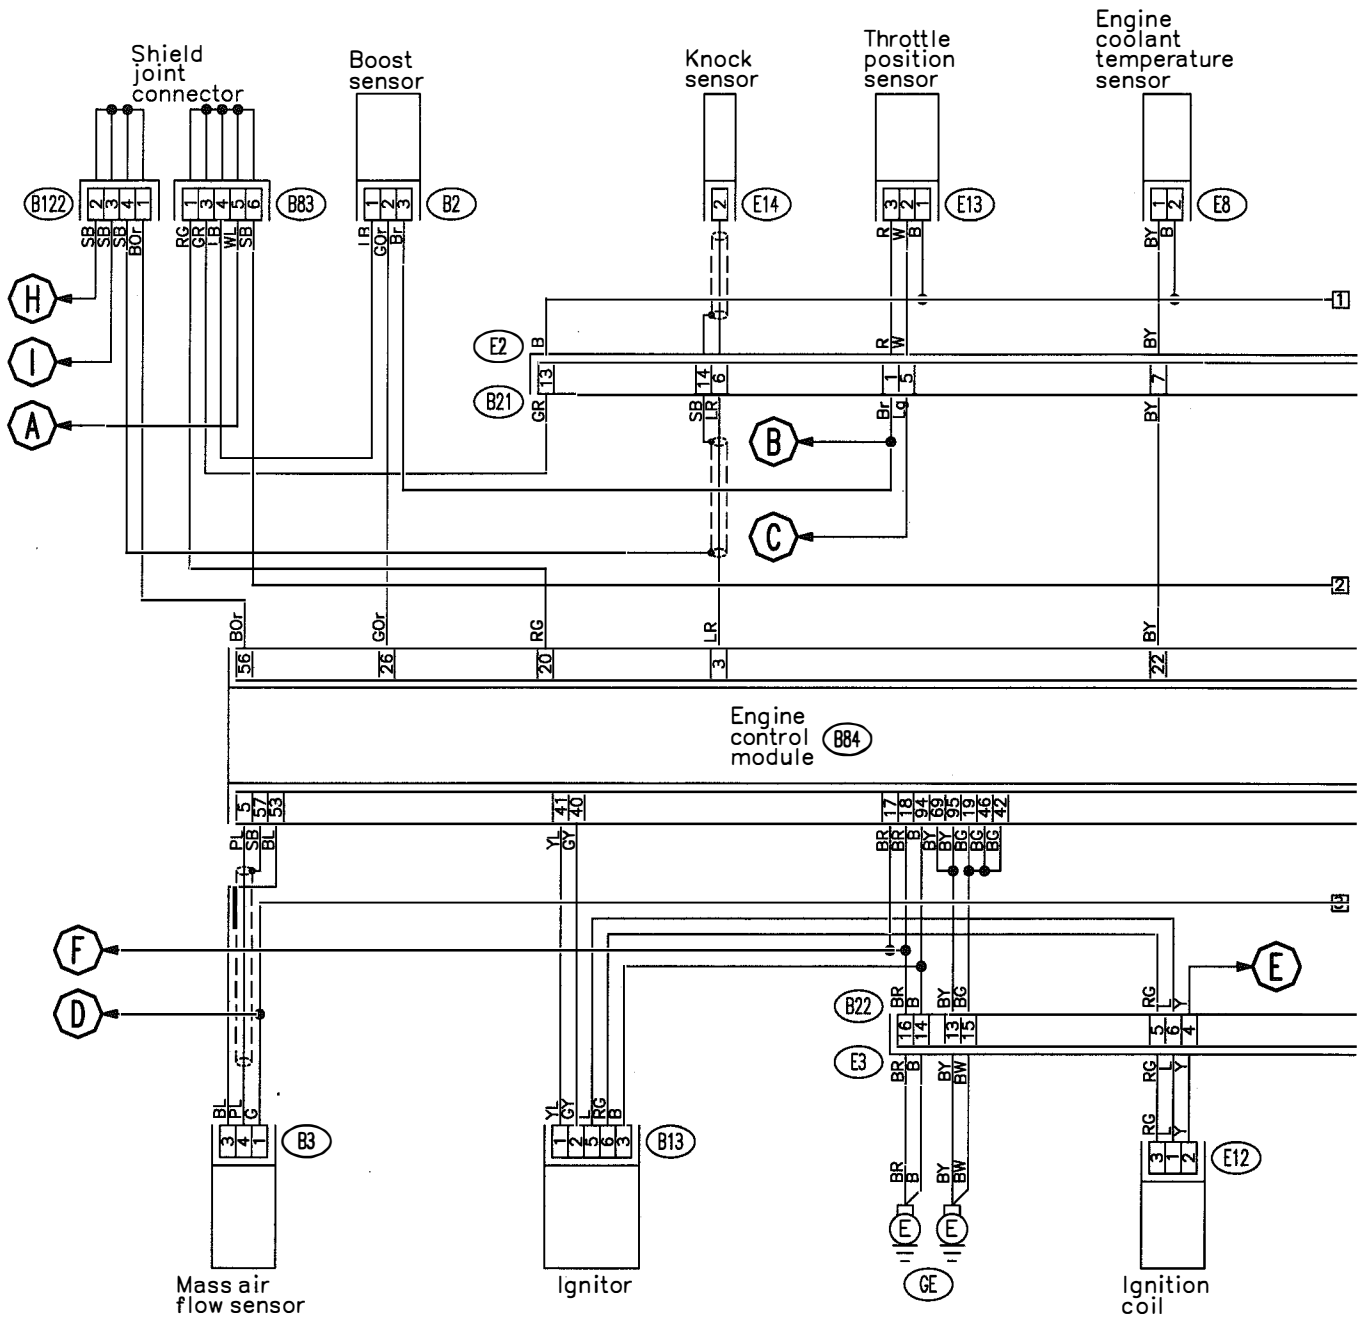 Shield
joint
connector
Boost
sensor
Knock
sensor
Throttle
position
sensor
Engine
coolant
temperature
sensor
B122
2 3 4 1
1 3 4 5 6
B83
1 2 3
B2
2
E14
3 2 1
E13
1 2
E8
SB SB SB BOr
RG GR LB WL SB
GOr Br
R W B
BY B
H
1
I
E2
B
R W
BY
13
14 6
1 5
7
B21
GR
SB LR
Br Lg
BY
A
B
C
2
BOr
GOr
RG
LR
BY
56
26
20
3
22
Engine
control
module
B84
5 57 53
41 40
17 18 94 69 95 19 46 42
PL SB BL
YL GY
BR BR B BY BY BG BG BG
3
F
E
D
B22
BR B BY BG
RG L Y
16 14 13 15
5 6 4
E3
BR B BY BW
RG L Y
BL PL G
YL GY L RG B
RG L Y
3 4 1
B3
1 2 5 6 3
B13
BR B BY BW
3 1 2
E12
E E
GE
Mass air
flow sensor
Ignitor
Ignition
coil